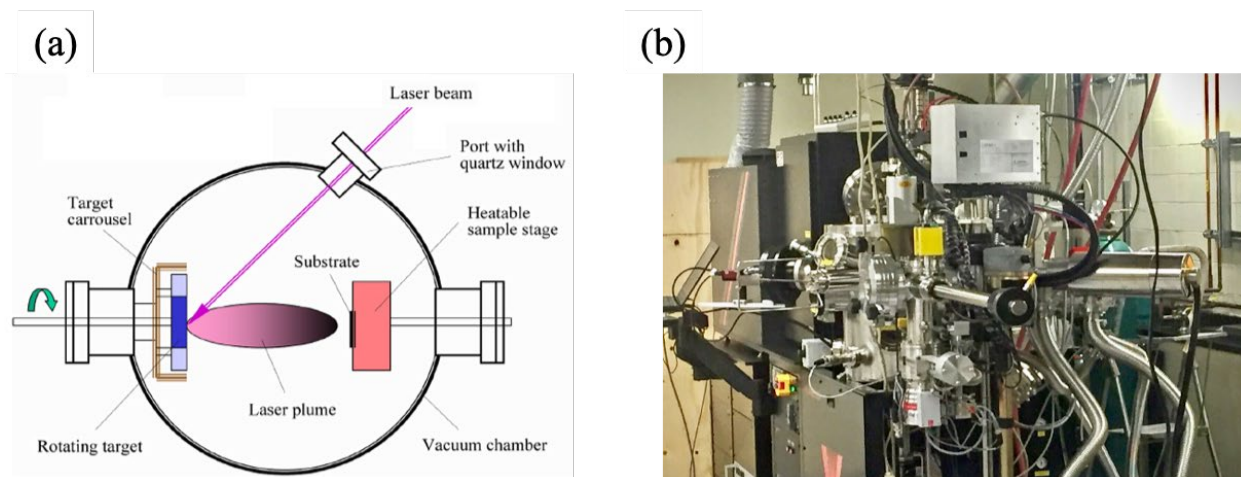 (a)
Laser beam
Port with
quartz window
Target
carrousel
Heatable
sample stage
Substrate
Laser plume
Rotating target
Vacuum chamber
(b)